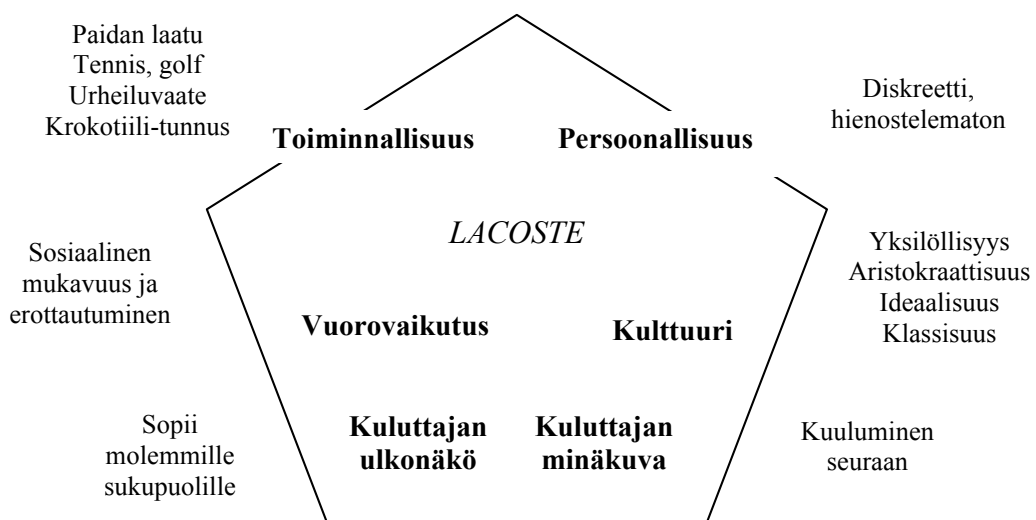 Paidan laatu
Tennis, golf
Urheiluvaate
Krokotiili-tunnus
Toiminnallisuus
Persoonallisuus
Diskreetti,
hienostelematon
LACOSTE
Sosiaalinen
mukavuus ja
erottautuminen
Vuorovaikutus
Kulttuuri
Yksilöllisyys
Aristokraattisuus
Ideaalisuus
Klassisuus
Sopii
molemmille
sukupuolille
Kuluttajan
ulkonäkö
Kuluttajan
minäkuva
Kuuluminen
seuraan